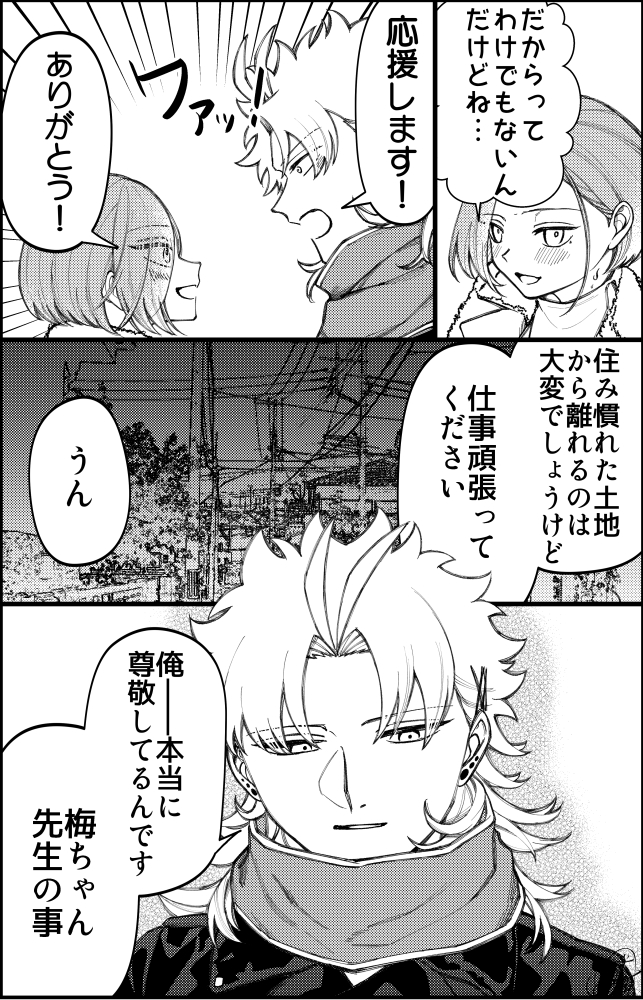 だからって
わけでもないん
だけどね…
応援します！
ファッ！
ありがとう！
住み慣れた土地
から離れるのは
大変でしょうけど
仕事頑張って
ください
うん
俺──本当に
尊敬してるんです
梅ちゃん
先生の事